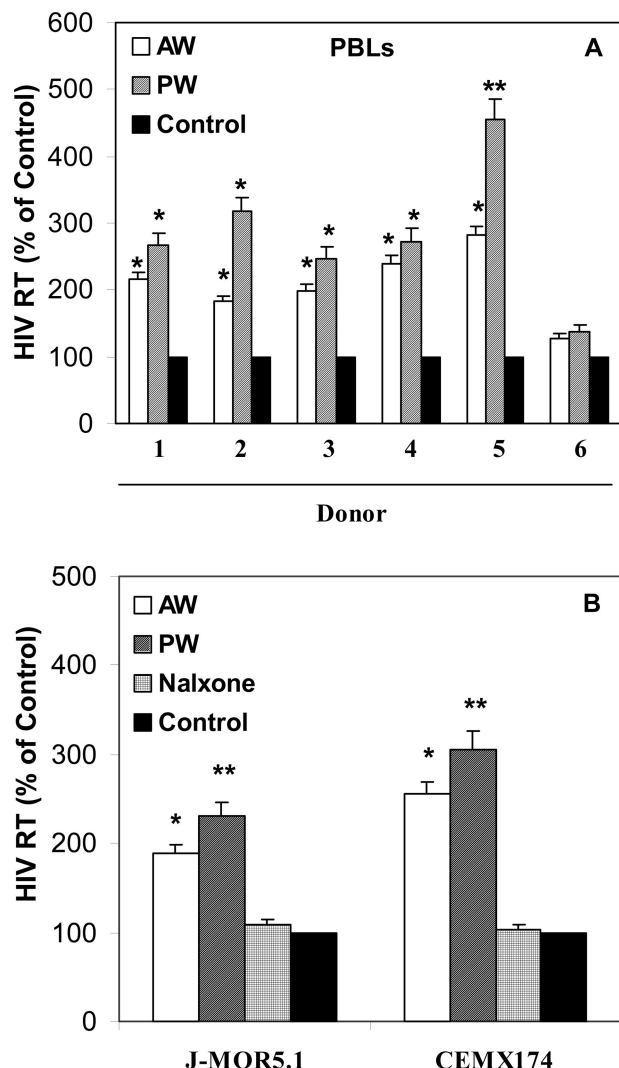 HIV RT (% of Control)
600
500
400
300
200
100
0
AW
PW
Control
PBLs
A
*
*
*
*
*
*
*
*
*
**
1 2 3 4 5 6
Donor
HIV RT (% of Control)
500
400
300
200
100
0
AW
PW
Nalxone
Control
B
*
**
*
**
J-MOR5.1 CEMX174